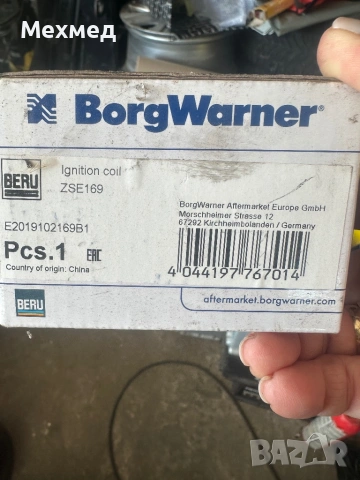 Мехмед
BorgWarner
BERU
Ignition coil
ZSE169
E2019102169B1
Pcs.1 EAC
Country of origin: China
BorgWarner Aftermarket Europe GmbH
Morschheimer Strasse 12
67292 Kirchheimbolanden / Germany
4 044197 767014
BERU
aftermarket.borgwarner.com
BAZAR